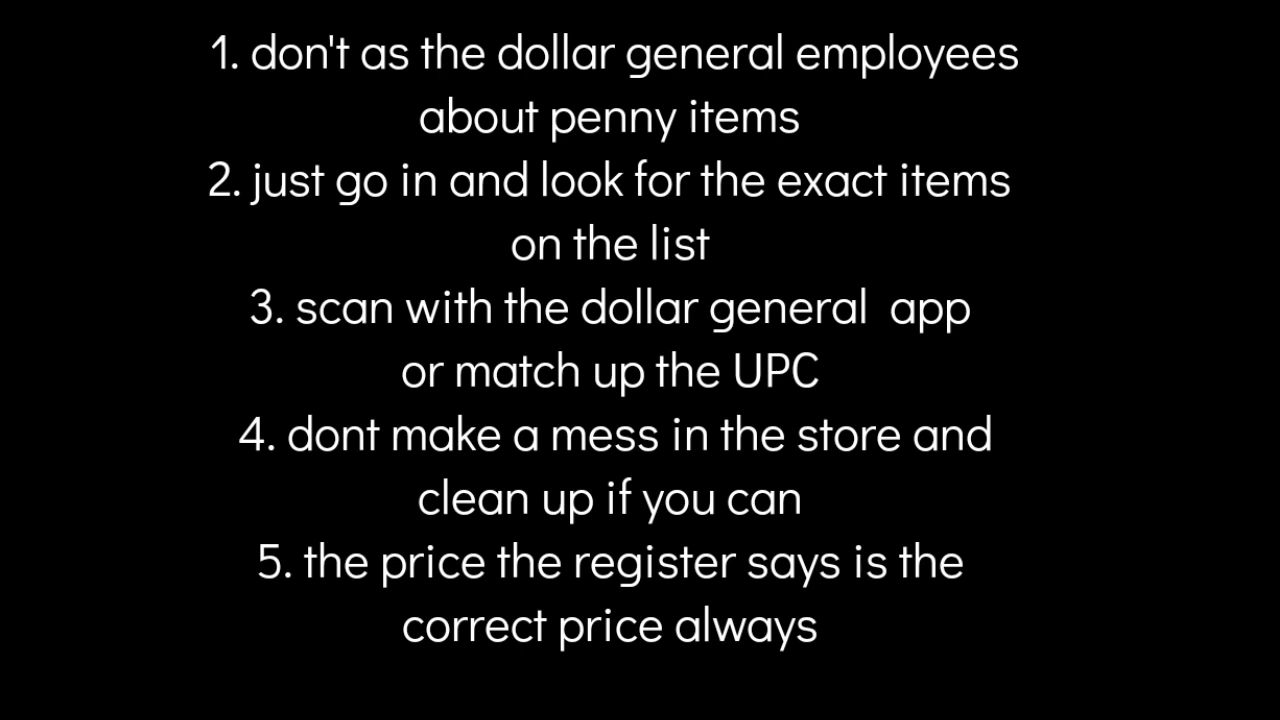 1. don't as the dollar general employees
about penny items
2. just go in and look for the exact items
on the list
3. scan with the dollar general  app
or match up the UPC
4. dont make a mess in the store and
clean up if you can
5. the price the register says is the
correct price always